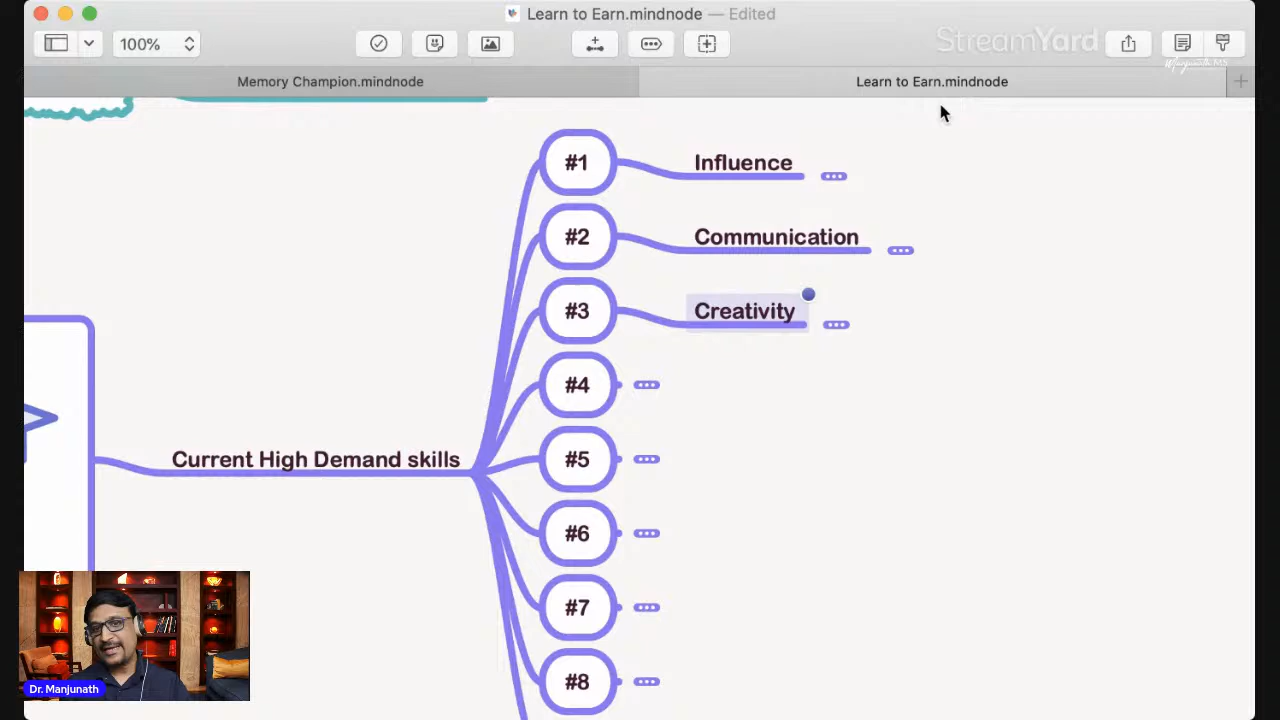 Learn to Earn.mindnode — Edited
100%
StreamYard
Manjunath M S
Memory Champion.mindnode
Learn to Earn.mindnode
#1
Influence
#2
Communication
#3
Creativity
#4
Current High Demand skills
#5
#6
#7
#8
Dr. Manjunath